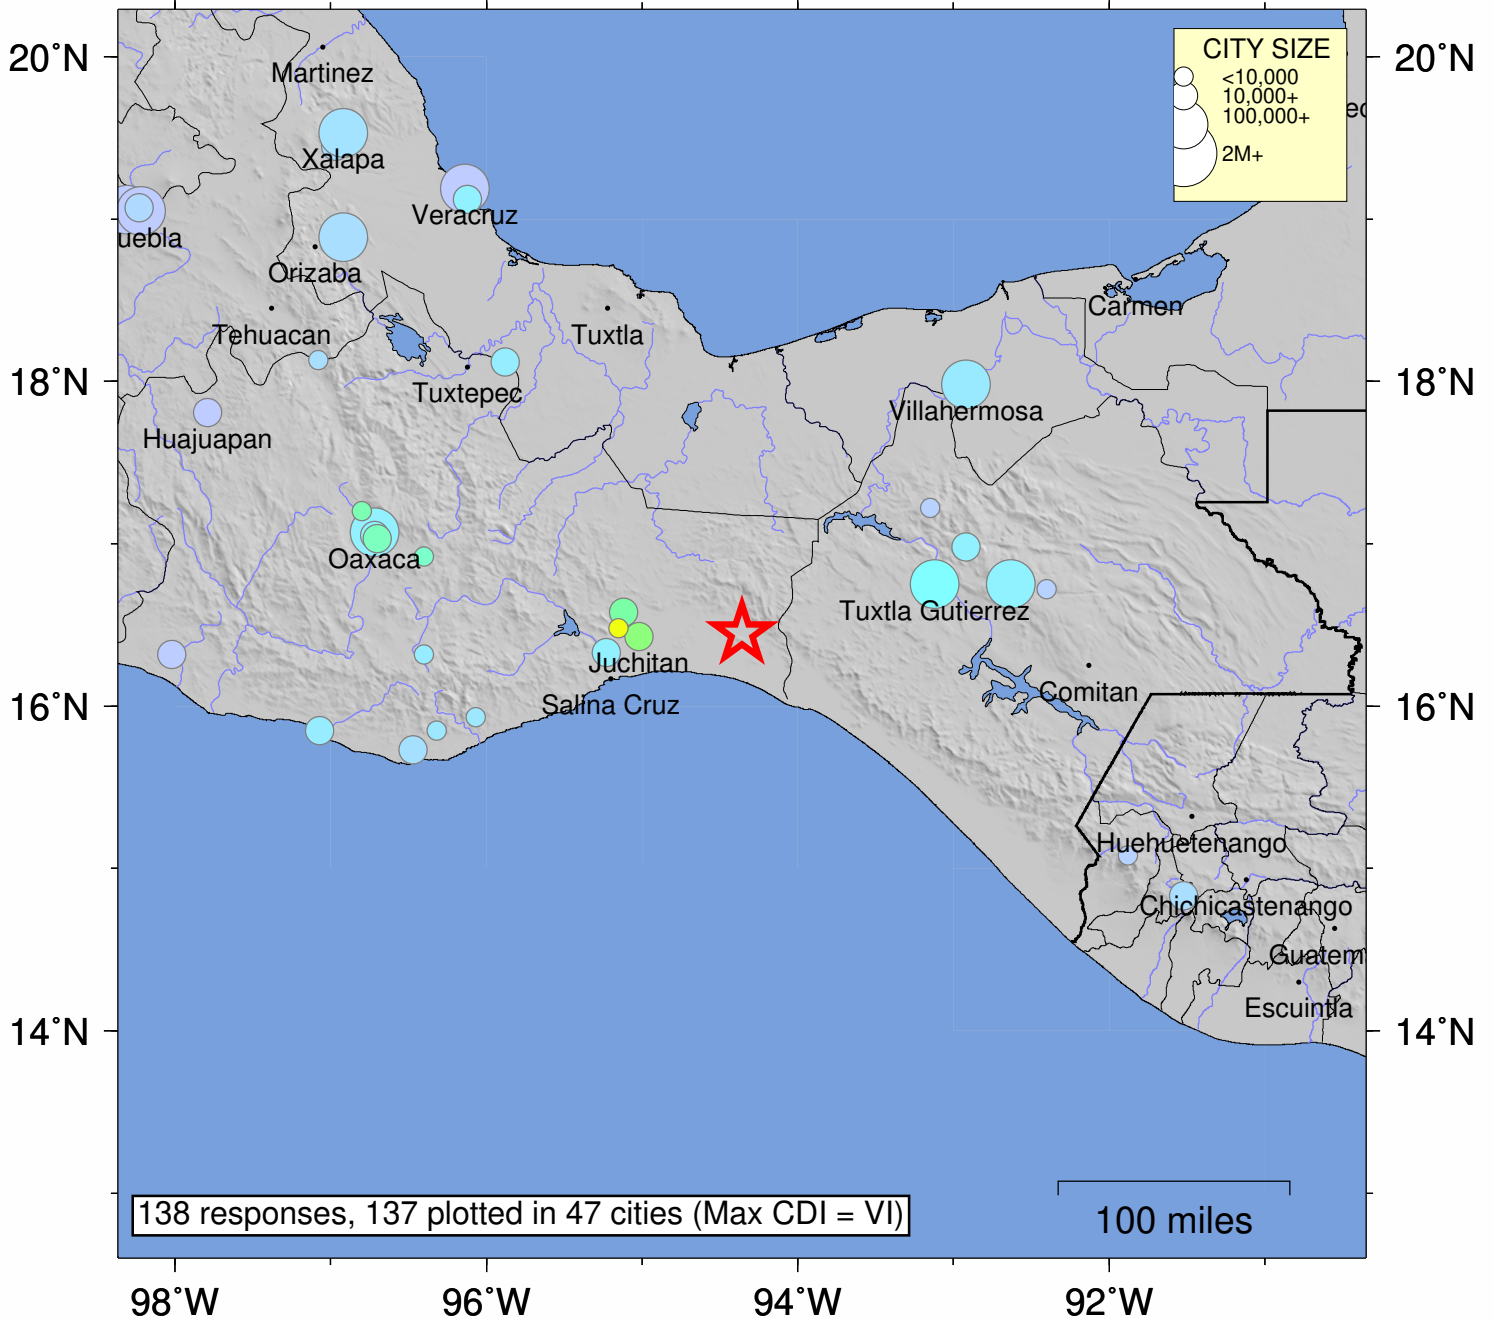 20°N
20°N
CITY SIZE
<10,000
10,000+
100,000+
2M+
Martinez
Xalapa
Veracruz
uebla
Orizaba
Carmen
Tehuacan
Tuxtla
18°N
18°N
Tuxtepec
Villahermosa
Huajuapan
Oaxaca
Tuxtla Gutierrez
Juchitan
Comitan
Salina Cruz
16°N
16°N
Huehuetenango
Chichicastenango
Guatem
Escuintla
14°N
14°N
138 responses, 137 plotted in 47 cities (Max CDI = VI)
100 miles
98°W
96°W
94°W
92°W